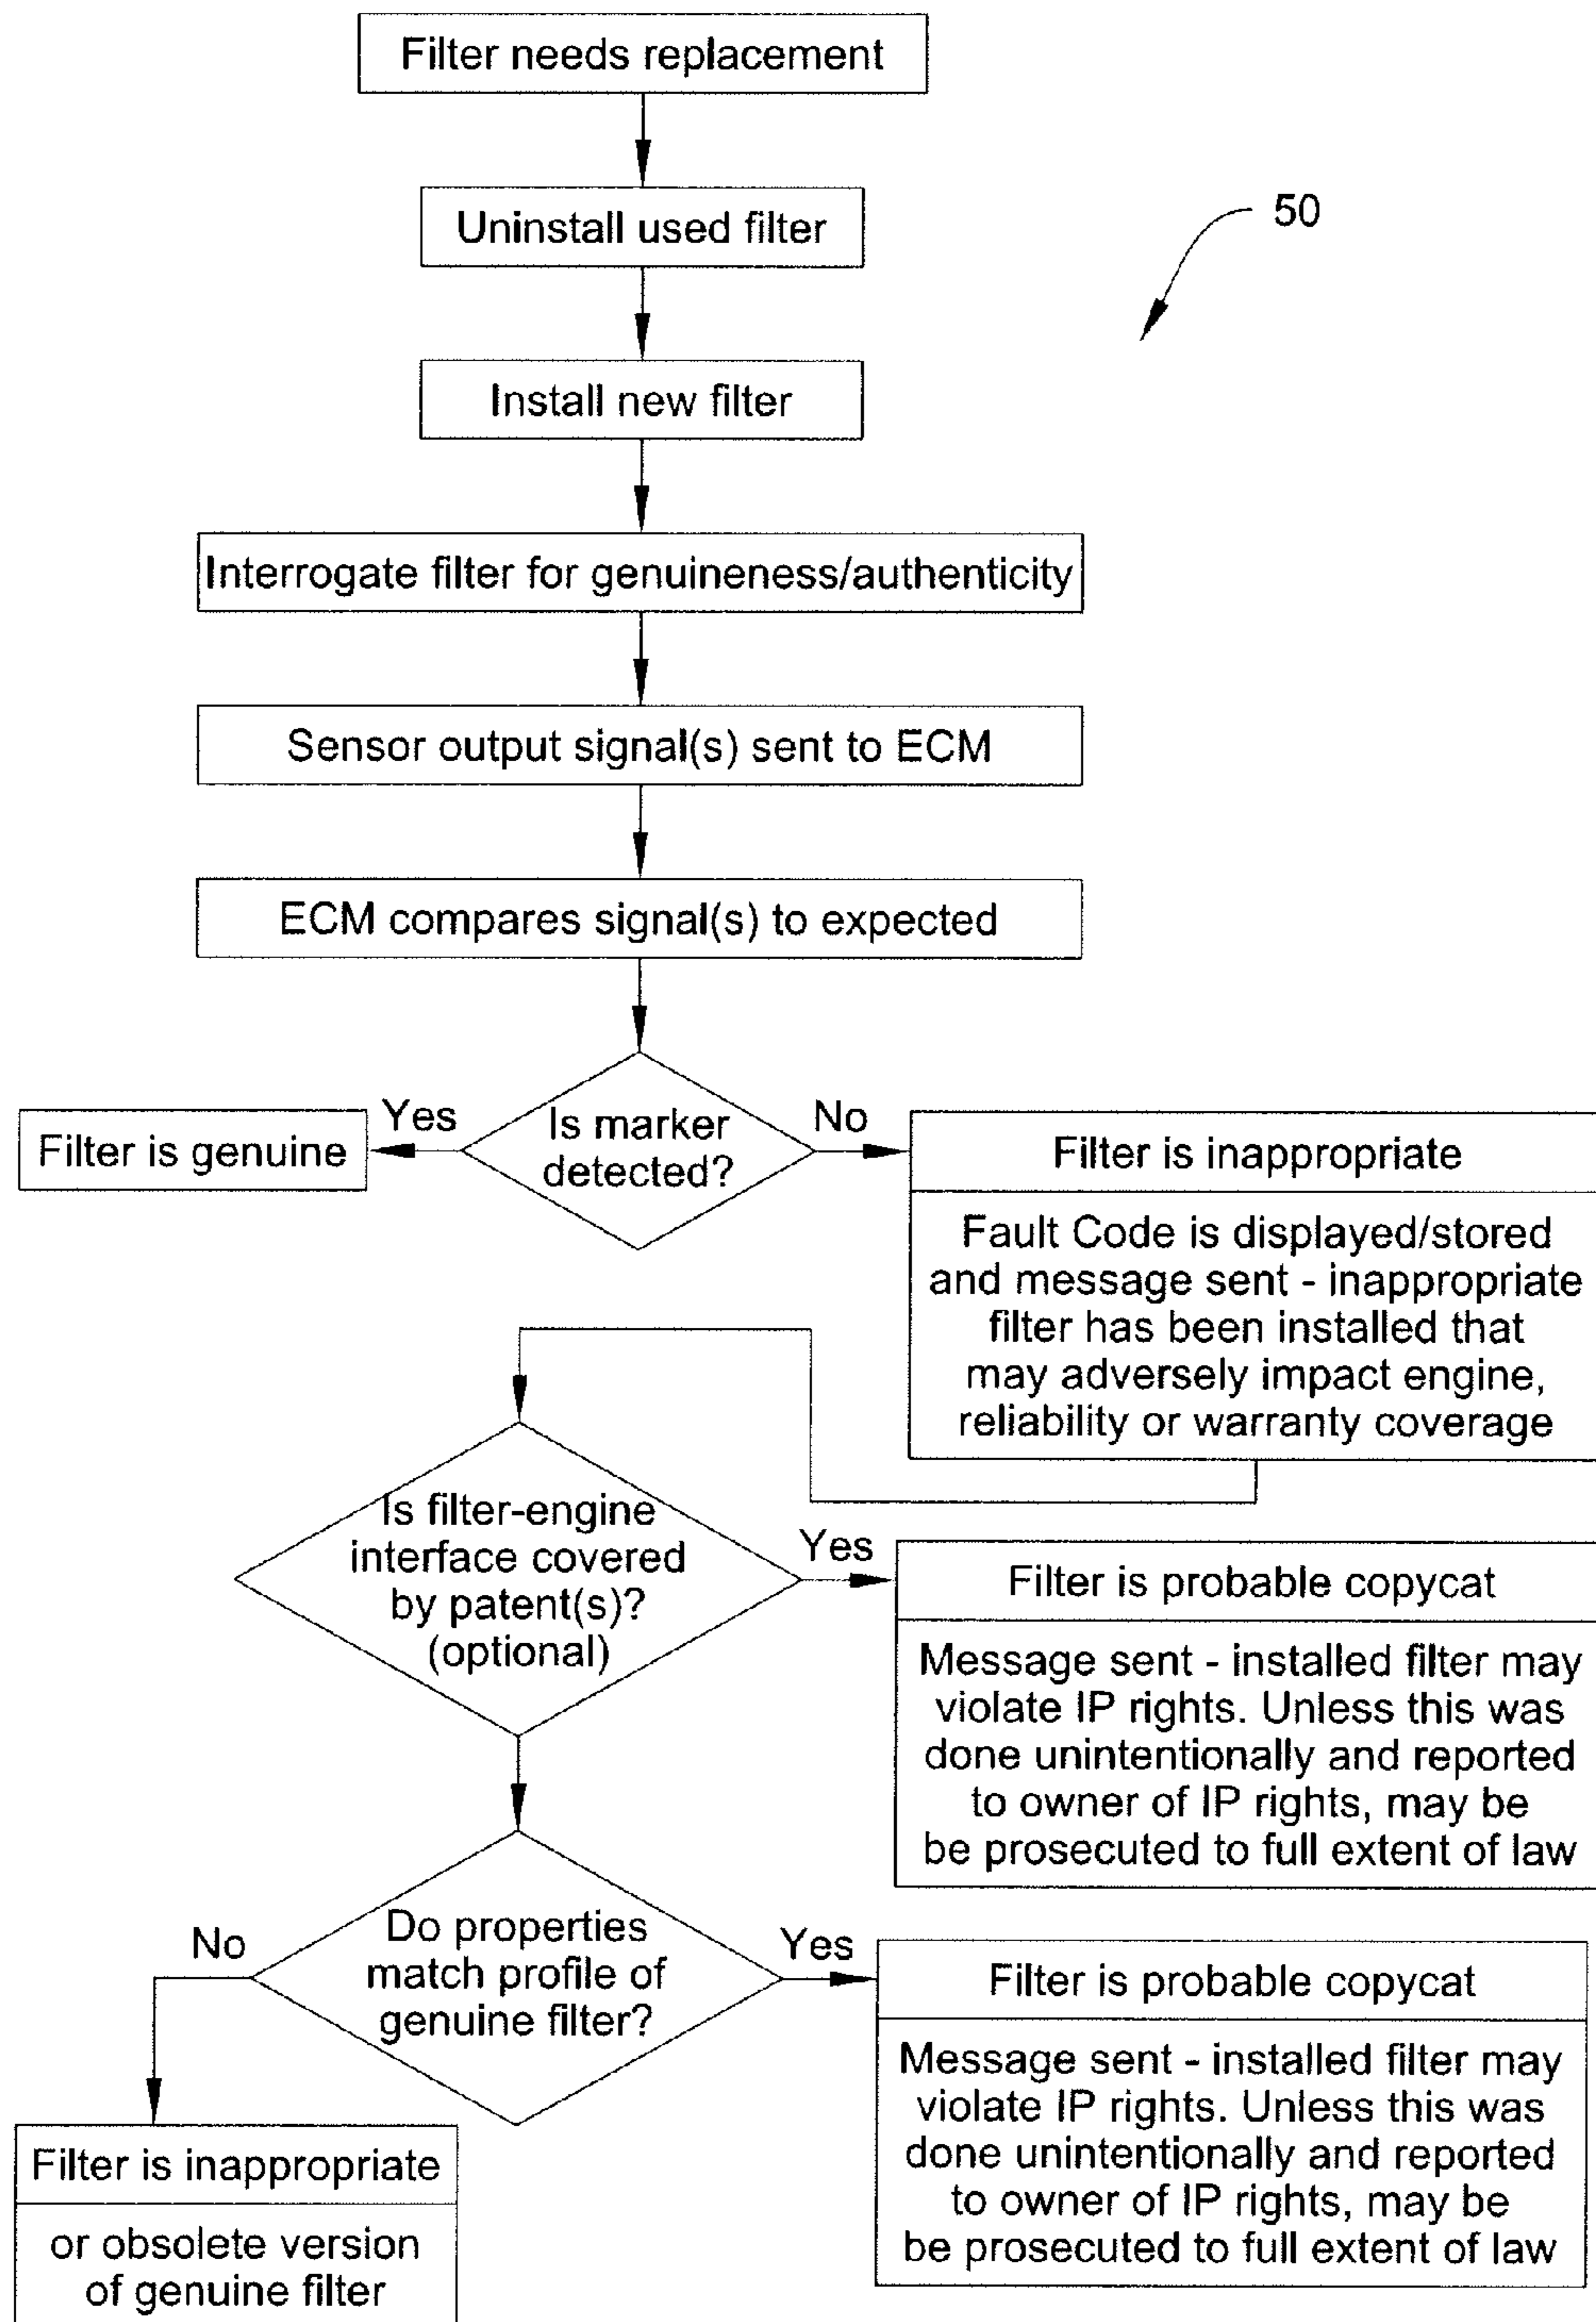 Filter needs replacement
Uninstall used filter
50
Install new filter
Interrogate filter for genuineness/authenticity
Sensor output signal(s) sent to ECM
ECM compares signal(s) to expected
Is marker
detected?
Yes
Filter is genuine
No
Filter is inappropriate
Fault Code is displayed/stored
and message sent - inappropriate
filter has been installed that
may adversely impact engine,
reliability or warranty coverage
Is filter-engine
interface covered
by patent(s)?
(optional)
Yes
Filter is probable copycat
Message sent - installed filter may
violate IP rights. Unless this was
done unintentionally and reported
to owner of IP rights, may be
be prosecuted to full extent of law
Do properties
match profile of
genuine filter?
No
Yes
Filter is probable copycat
Message sent - installed filter may
violate IP rights. Unless this was
done unintentionally and reported
to owner of IP rights, may be
be prosecuted to full extent of law
Filter is inappropriate
or obsolete version
of genuine filter